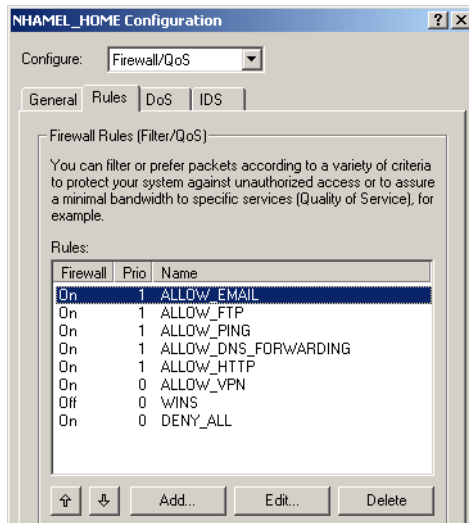 NHAMEL_HOME Configuration
Configure: Firewall/QoS
General Rules DoS IDS
Firewall Rules (Filter/QoS)
You can filter or prefer packets according to a variety of criteria
to protect your system against unauthorized access or to assure
a minimal bandwidth to specific services (Quality of Service), for
example.
Rules:
Firewall Prio Name
On 1 ALLOW_EMAIL
On 1 ALLOW_FTP
On 1 ALLOW_PING
On 1 ALLOW_DNS_FORWARDING
On 1 ALLOW_HTTP
On 0 ALLOW_VPN
Off 0 WINS
On 0 DENY_ALL
Add... Edit... Delete